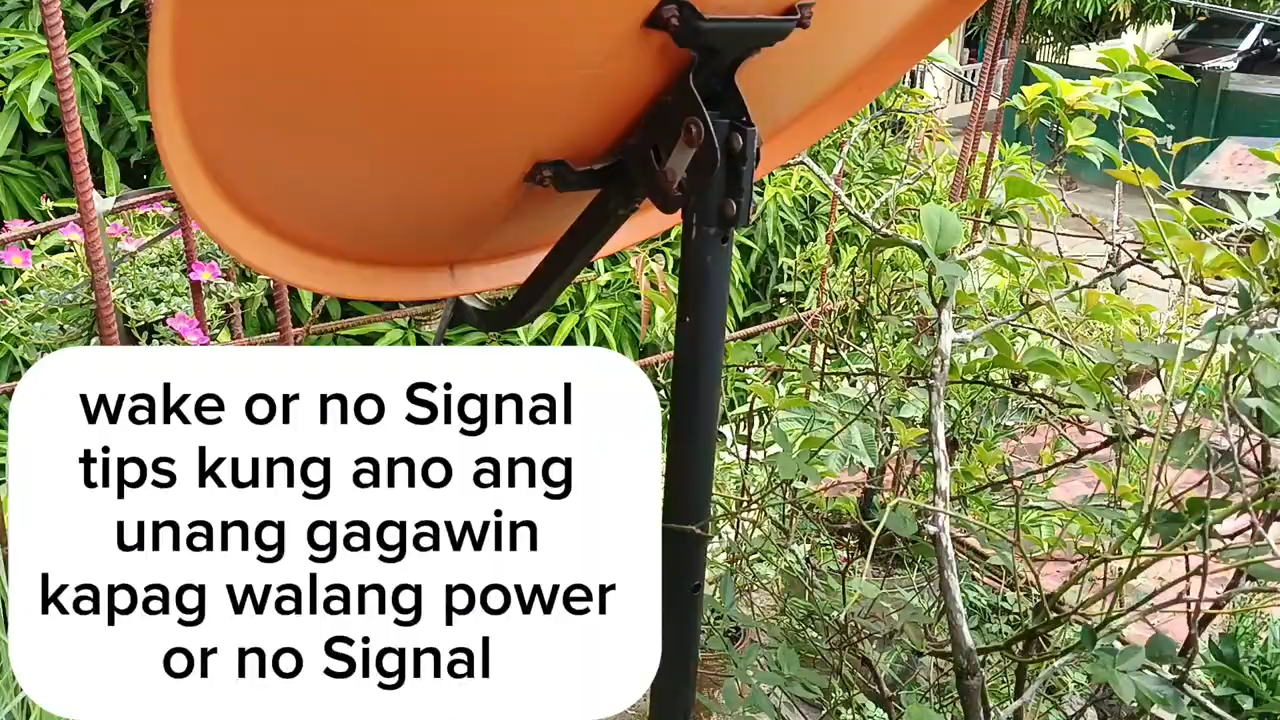 wake or no Signal
tips kung ano ang
unang gagawin
kapag walang power
or no Signal